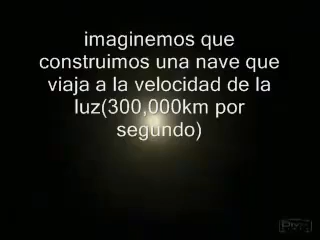 imaginemos que
construimos una nave que
viaja a la velocidad de la
luz(300,000km por
segundo)